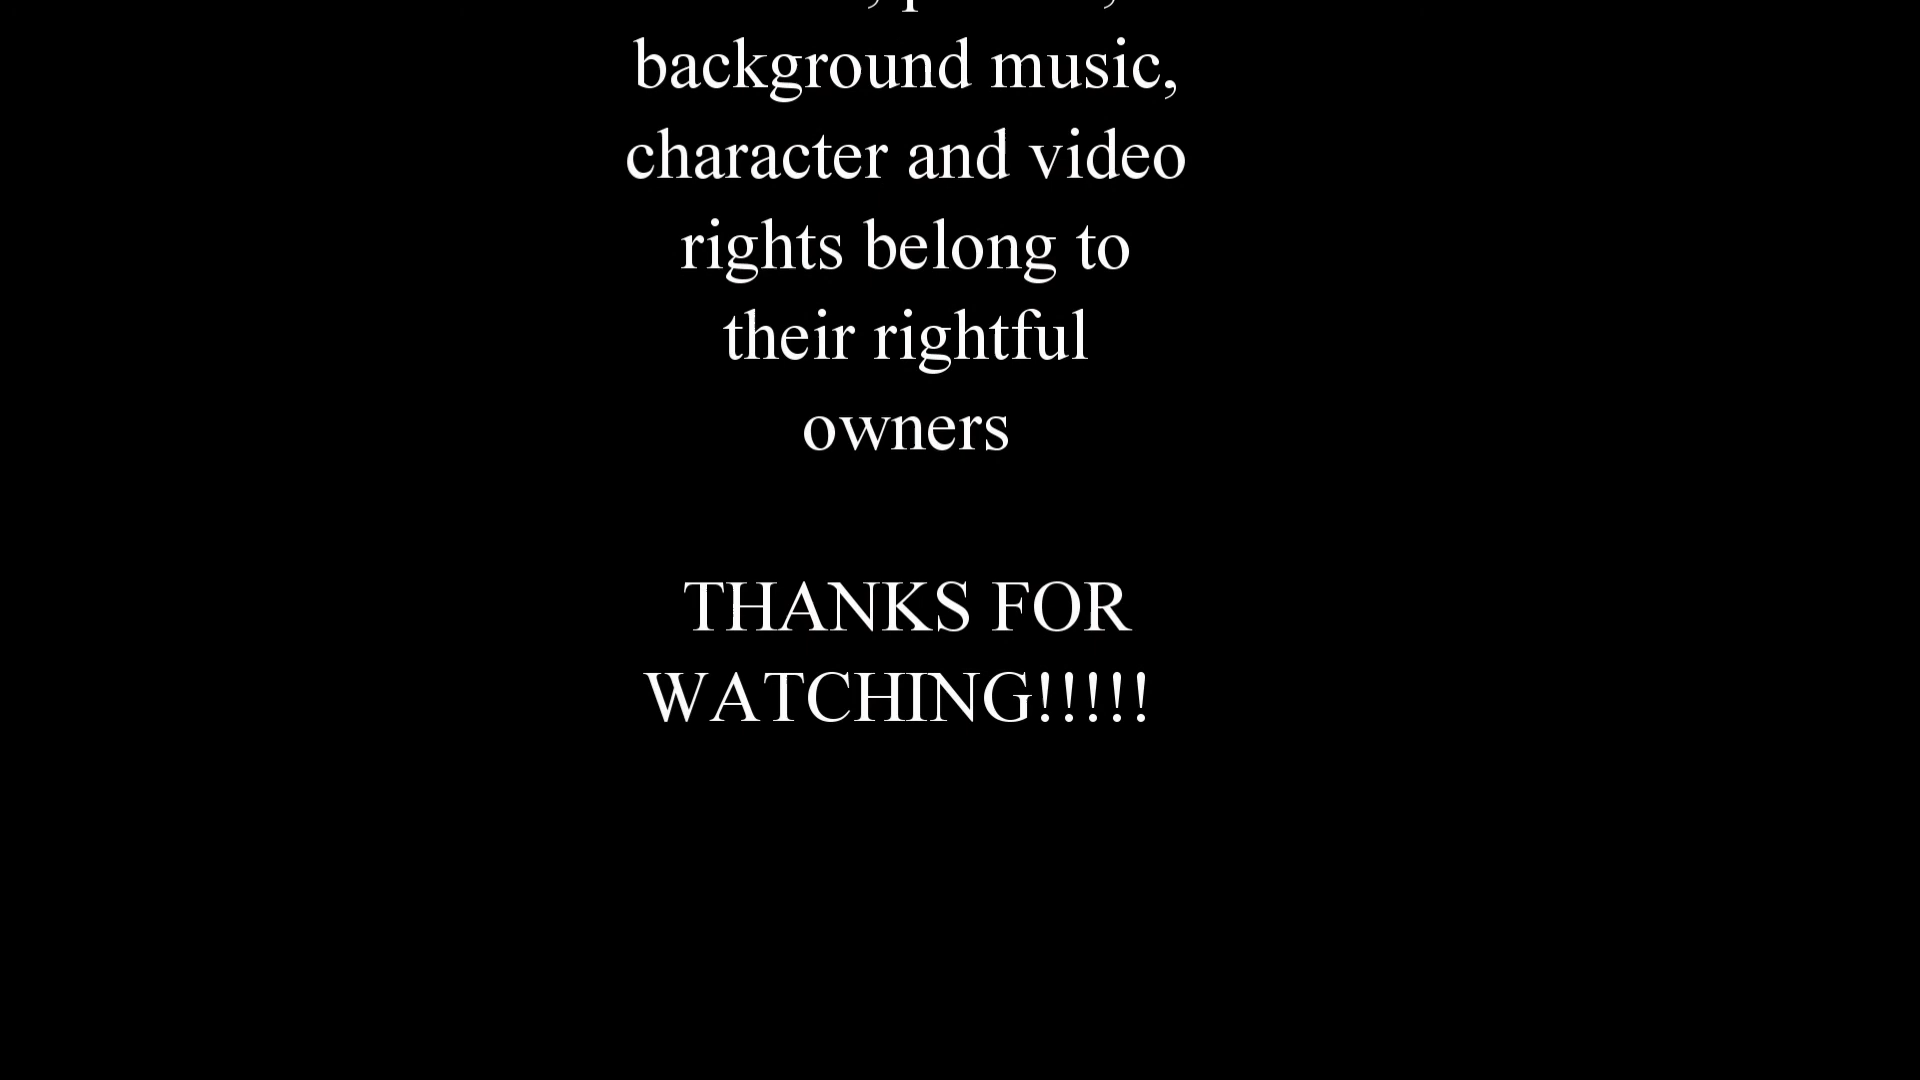 background music,
character and video
rights belong to
their rightful
owners
THANKS FOR
WATCHING!!!!!